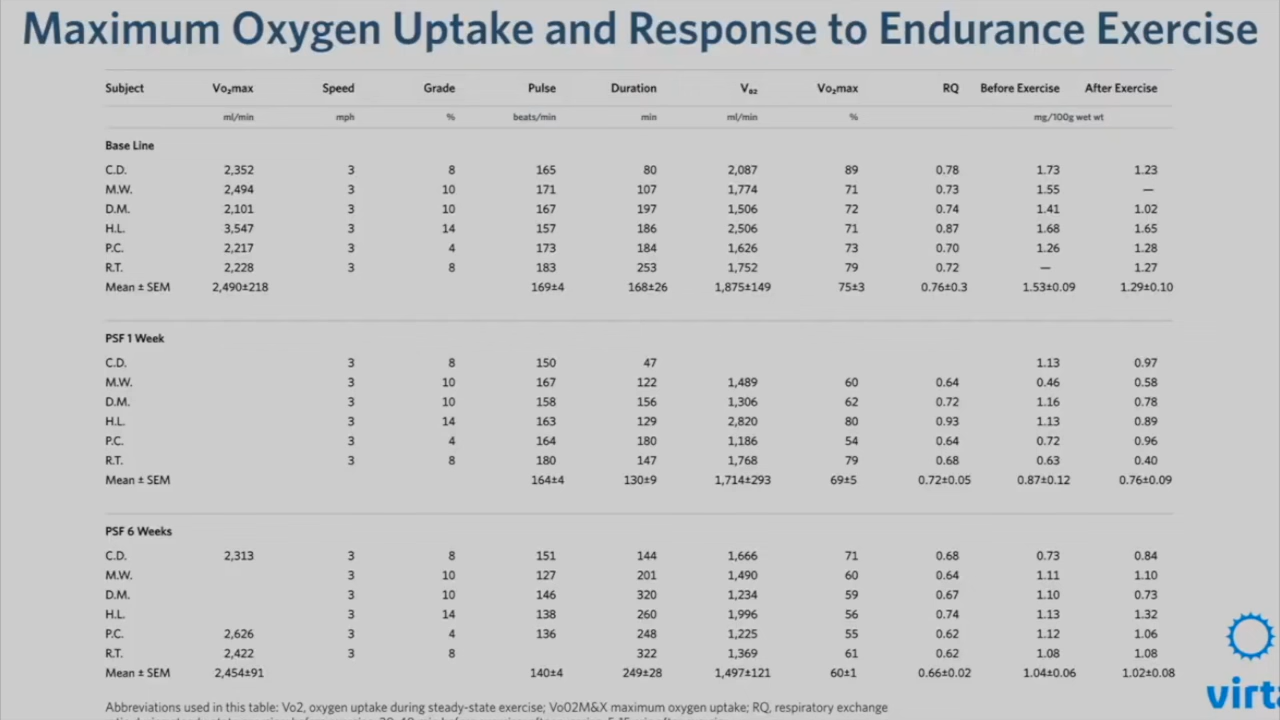 Maximum Oxygen Uptake and Response to Endurance Exercise
Subject Vo₂max Speed Grade Pulse Duration V₀₂ Vo₂max RQ Before Exercise After Exercise
ml/min mph % beats/min min ml/min % mg/100g wet wt
Base Line
C.D. 2,352 3 8 165 80 2,087 89 0.78 1.73 1.23
M.W. 2,494 3 10 171 107 1,774 71 0.73 1.55 —
D.M. 2,101 3 10 167 197 1,506 72 0.74 1.41 1.02
H.L. 3,547 3 14 157 186 2,506 71 0.87 1.68 1.65
P.C. 2,217 3 4 173 184 1,626 73 0.70 1.26 1.28
R.T. 2,228 3 8 183 253 1,752 79 0.72 — 1.27
Mean ± SEM 2,490±218 169±4 168±26 1,875±149 75±3 0.76±0.3 1.53±0.09 1.29±0.10
PSF 1 Week
C.D. 3 8 150 47 1.13 0.97
M.W. 3 10 167 122 1,489 60 0.64 0.46 0.58
D.M. 3 10 158 156 1,306 62 0.72 1.16 0.78
H.L. 3 14 163 129 2,820 80 0.93 1.13 0.89
P.C. 3 4 164 180 1,186 54 0.64 0.72 0.96
R.T. 3 8 180 147 1,768 79 0.68 0.63 0.40
Mean ± SEM 164±4 130±9 1,714±293 69±5 0.72±0.05 0.87±0.12 0.76±0.09
PSF 6 Weeks
C.D. 2,313 3 8 151 144 1,666 71 0.68 0.73 0.84
M.W. 3 10 127 201 1,490 60 0.64 1.11 1.10
D.M. 3 10 146 320 1,234 59 0.67 1.10 0.73
H.L. 3 14 138 260 1,996 56 0.74 1.13 1.32
P.C. 2,626 3 4 136 248 1,225 55 0.62 1.12 1.06
R.T. 2,422 3 8 322 1,369 61 0.62 1.08 1.08
Mean ± SEM 2,454±91 140±4 249±28 1,497±121 60±1 0.66±0.02 1.04±0.06 1.02±0.08
Abbreviations used in this table: Vo2, oxygen uptake during steady-state exercise; Vo02M&X maximum oxygen uptake; RQ, respiratory exchange
virta